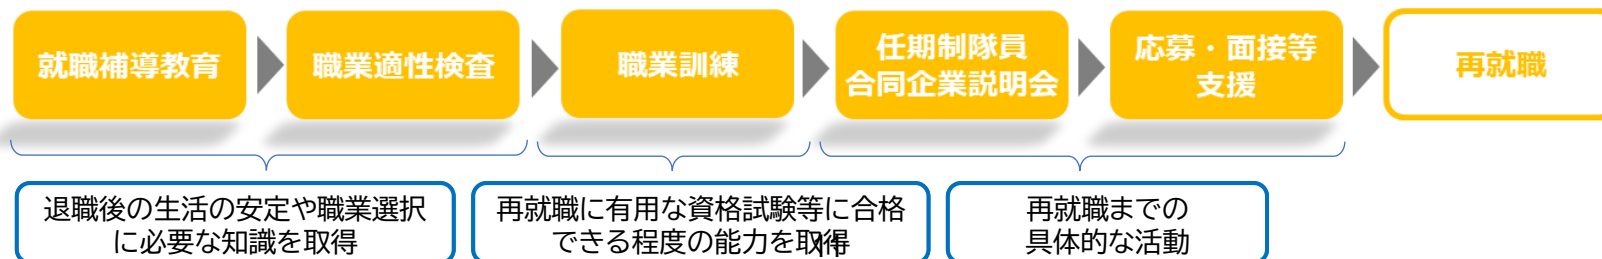 就職補導教育
職業適性検査
職業訓練
任期制隊員
合同企業説明会
応募・面接等
支援
再就職
退職後の生活の安定や職業選択
に必要な知識を取得
再就職に有用な資格試験等に合格
できる程度の能力を取得
再就職までの
具体的な活動